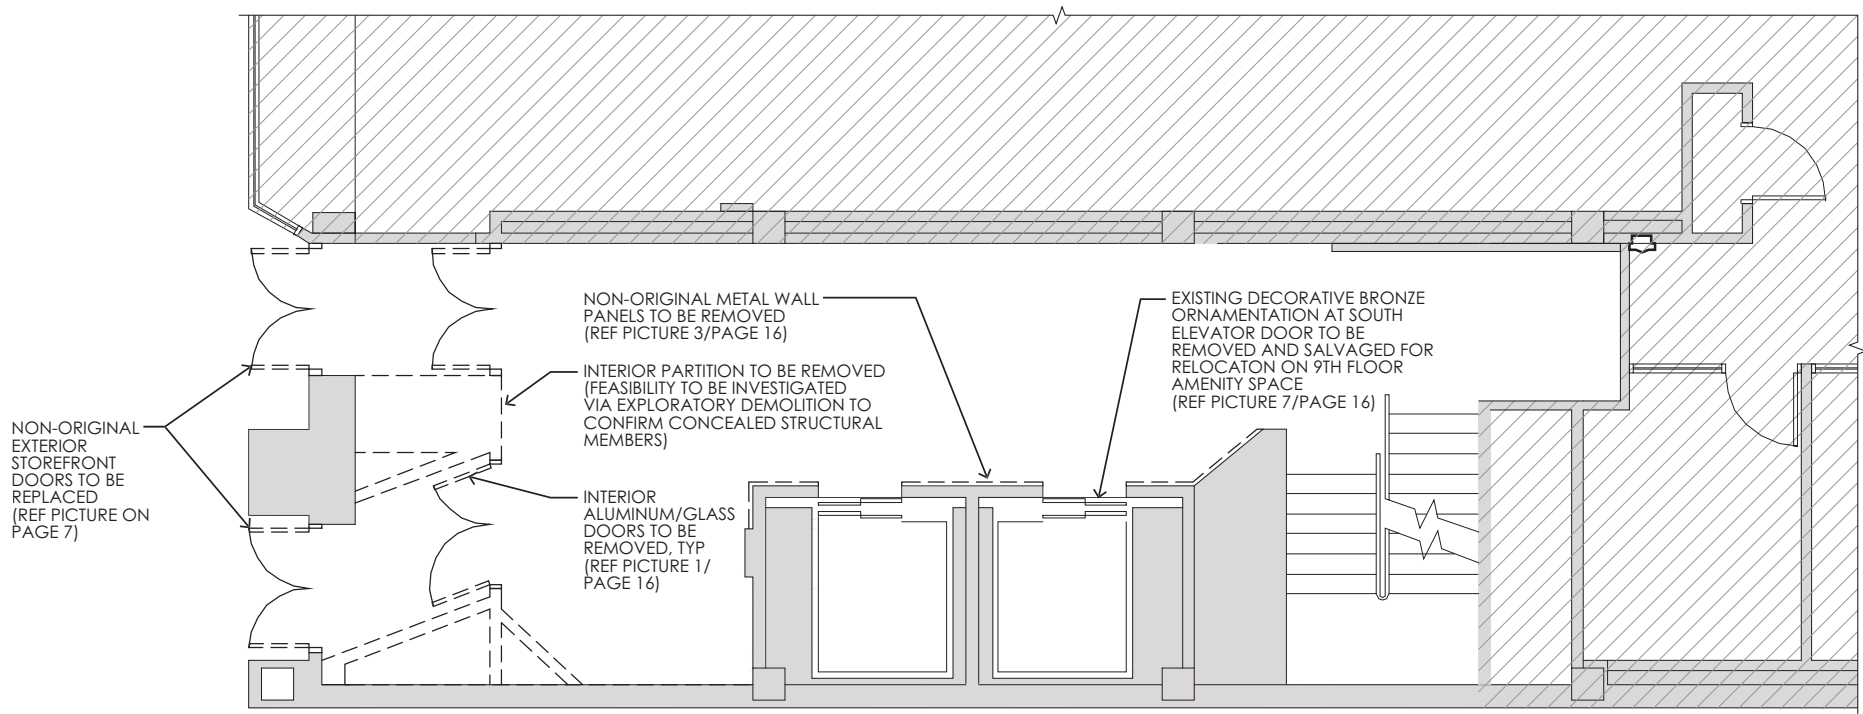 NON-ORIGINAL METAL WALL
PANELS TO BE REMOVED
(REF PICTURE 3/PAGE 16)
EXISTING DECORATIVE BRONZE
ORNAMENTATION AT SOUTH
ELEVATOR DOOR TO BE
REMOVED AND SALVAGED FOR
RELOCATON ON 9TH FLOOR
AMENITY SPACE
(REF PICTURE 7/PAGE 16)
INTERIOR PARTITION TO BE REMOVED
(FEASIBILITY TO BE INVESTIGATED
VIA EXPLORATORY DEMOLITION TO
CONFIRM CONCEALED STRUCTURAL
MEMBERS)
NON-ORIGINAL
EXTERIOR
STOREFRONT
DOORS TO BE
REPLACED
(REF PICTURE ON
PAGE 7)
INTERIOR
ALUMINUM/GLASS
DOORS TO BE
REMOVED, TYP
(REF PICTURE 1/
PAGE 16)